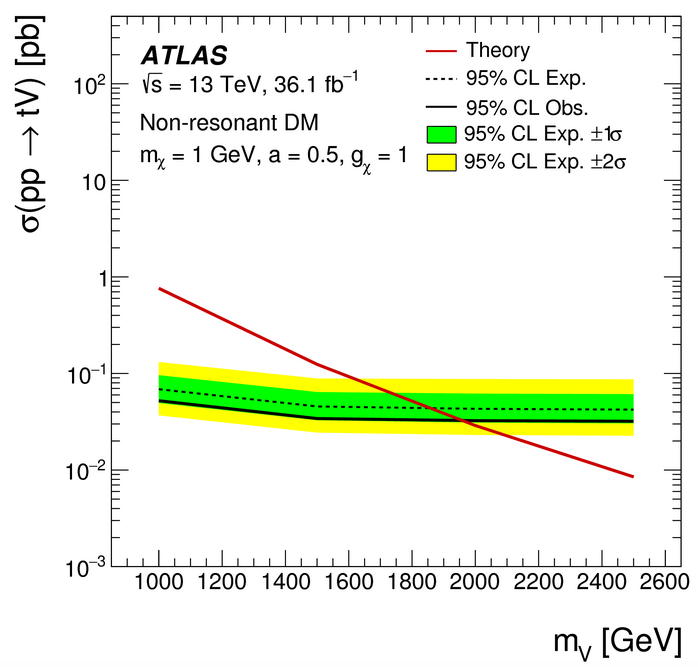 σ(pp → tV) [pb]
ATLAS
√s = 13 TeV, 36.1 fb⁻¹
Non-resonant DM
mχ = 1 GeV, a = 0.5, gχ = 1
Theory
95% CL Exp.
95% CL Obs.
95% CL Exp. ±1σ
95% CL Exp. ±2σ
10²
10
1
10⁻¹
10⁻²
10⁻³
1000 1200 1400 1600 1800 2000 2200 2400 2600
m_V [GeV]